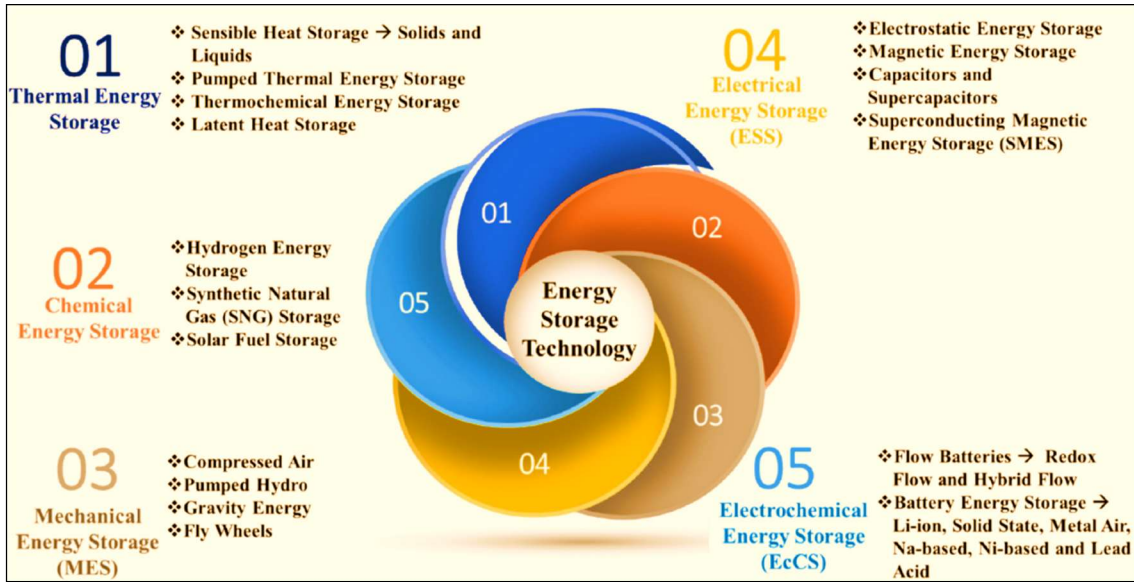 01
Thermal Energy
Storage
❖Sensible Heat Storage → Solids and
Liquids
❖Pumped Thermal Energy Storage
❖Thermochemical Energy Storage
❖Latent Heat Storage
04
Electrical
Energy Storage
(ESS)
❖Electrostatic Energy Storage
❖Magnetic Energy Storage
❖Capacitors and
Supercapacitors
❖Superconducting Magnetic
Energy Storage (SMES)
02
Chemical
Energy Storage
❖Hydrogen Energy
Storage
❖Synthetic Natural
Gas (SNG) Storage
❖Solar Fuel Storage
01
02
03
04
05
Energy
Storage
Technology
03
Mechanical
Energy Storage
(MES)
❖Compressed Air
❖Pumped Hydro
❖Gravity Energy
❖Fly Wheels
05
Electrochemical
Energy Storage
(EcCS)
❖Flow Batteries → Redox
Flow and Hybrid Flow
❖Battery Energy Storage →
Li-ion, Solid State, Metal Air,
Na-based, Ni-based and Lead
Acid